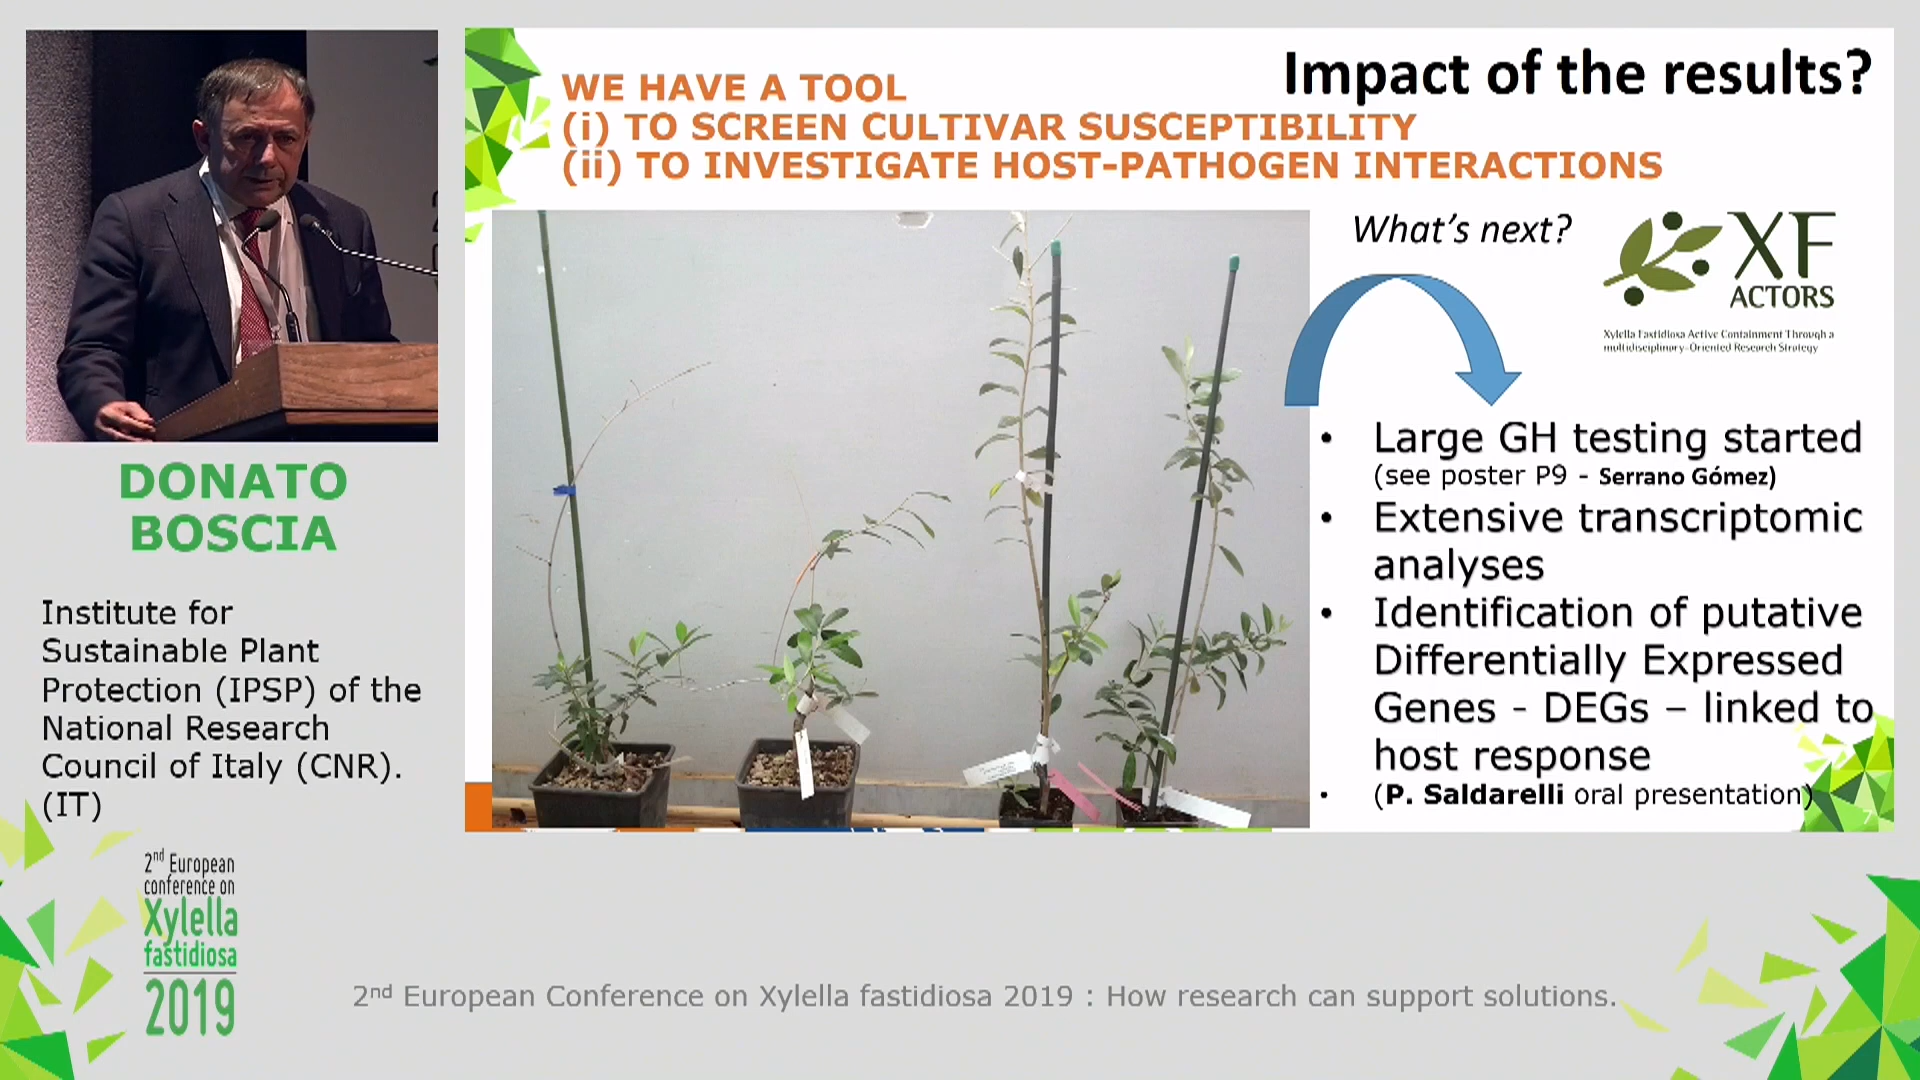 DONATO
BOSCIA
Institute for
Sustainable Plant
Protection (IPSP) of the
National Research
Council of Italy (CNR).
(IT)
2nd European
conference on
Xylella
fastidiosa
2019
Impact of the results?
WE HAVE A TOOL
(i) TO SCREEN CULTIVAR SUSCEPTIBILITY
(ii) TO INVESTIGATE HOST-PATHOGEN INTERACTIONS
What's next?
XF
ACTORS
Xylella Fastidiosa Active Containment Through a
multidisciplinary-Oriented Research Strategy
• Large GH testing started
(see poster P9 - Serrano Gómez)
• Extensive transcriptomic
analyses
• Identification of putative
Differentially Expressed
Genes - DEGs – linked to
host response
• (P. Saldarelli oral presentation)
7
2nd European Conference on Xylella fastidiosa 2019 : How research can support solutions.